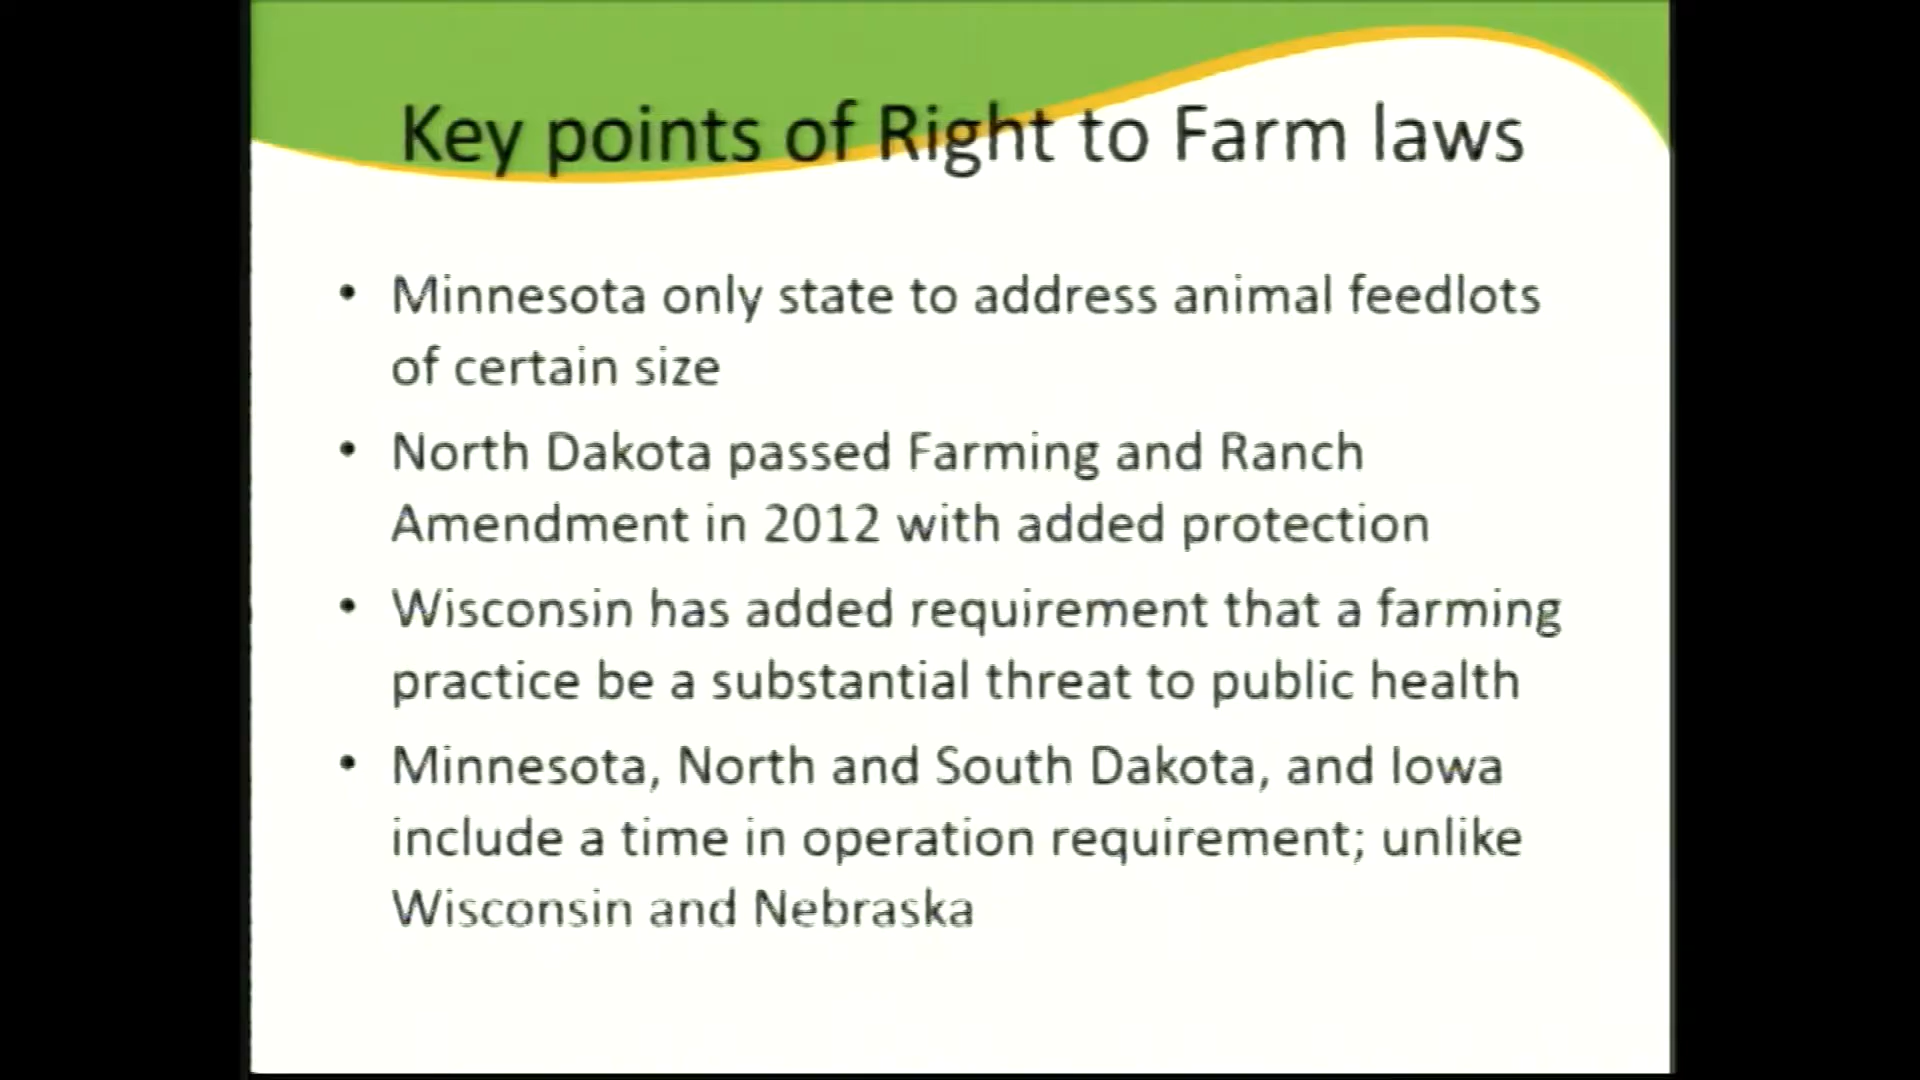 Key points of Right to Farm laws
• Minnesota only state to address animal feedlots
of certain size
• North Dakota passed Farming and Ranch
Amendment in 2012 with added protection
• Wisconsin has added requirement that a farming
practice be a substantial threat to public health
• Minnesota, North and South Dakota, and Iowa
include a time in operation requirement; unlike
Wisconsin and Nebraska